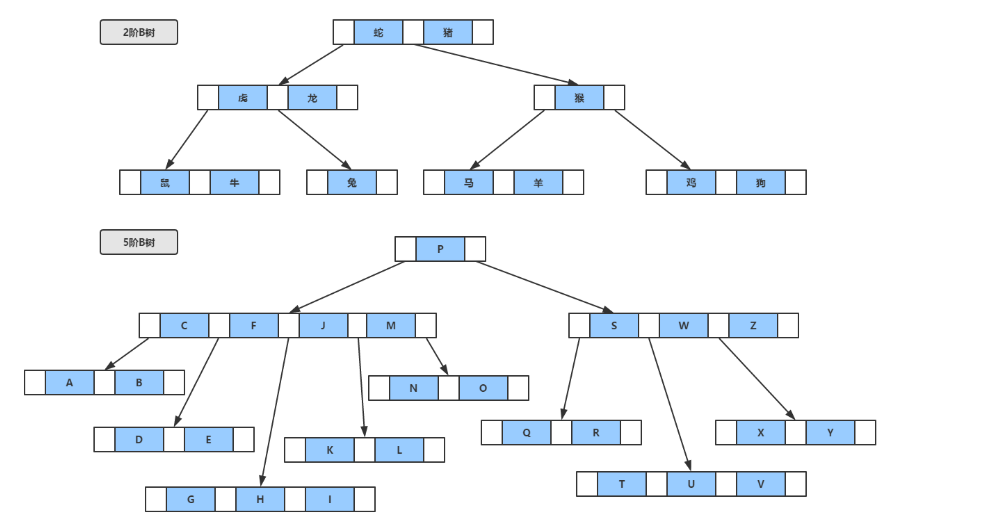 2阶B树
蛇 猪
虎 龙 猴
鼠 牛 兔 马 羊 鸡 狗
5阶B树
P
C F J M S W Z
A B N O
D E K L Q R X Y
G H I T U V